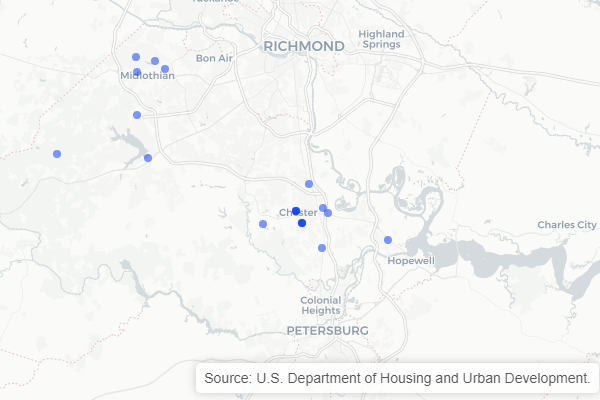 Tuckahoe
RICHMOND
Highland
Springs
Bon Air
Midlothian
Chester
Charles City
Hopewell
Colonial
Heights
PETERSBURG
Source: U.S. Department of Housing and Urban Development.